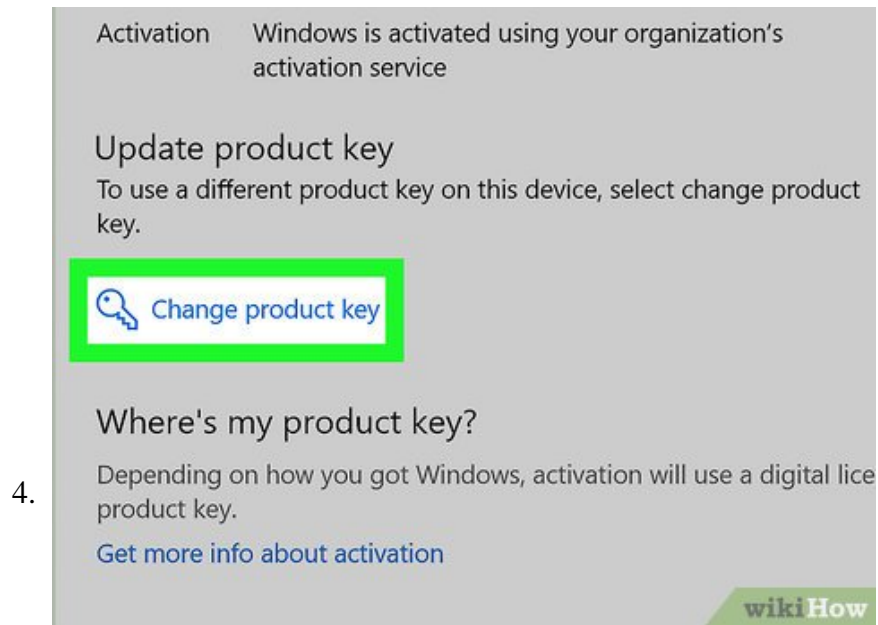 Activation Windows is activated using your organization's
activation service
Update product key
To use a different product key on this device, select change product
key.
Change product key
Where's my product key?
Depending on how you got Windows, activation will use a digital lice
4.
product key.
Get more info about activation
wikiHow